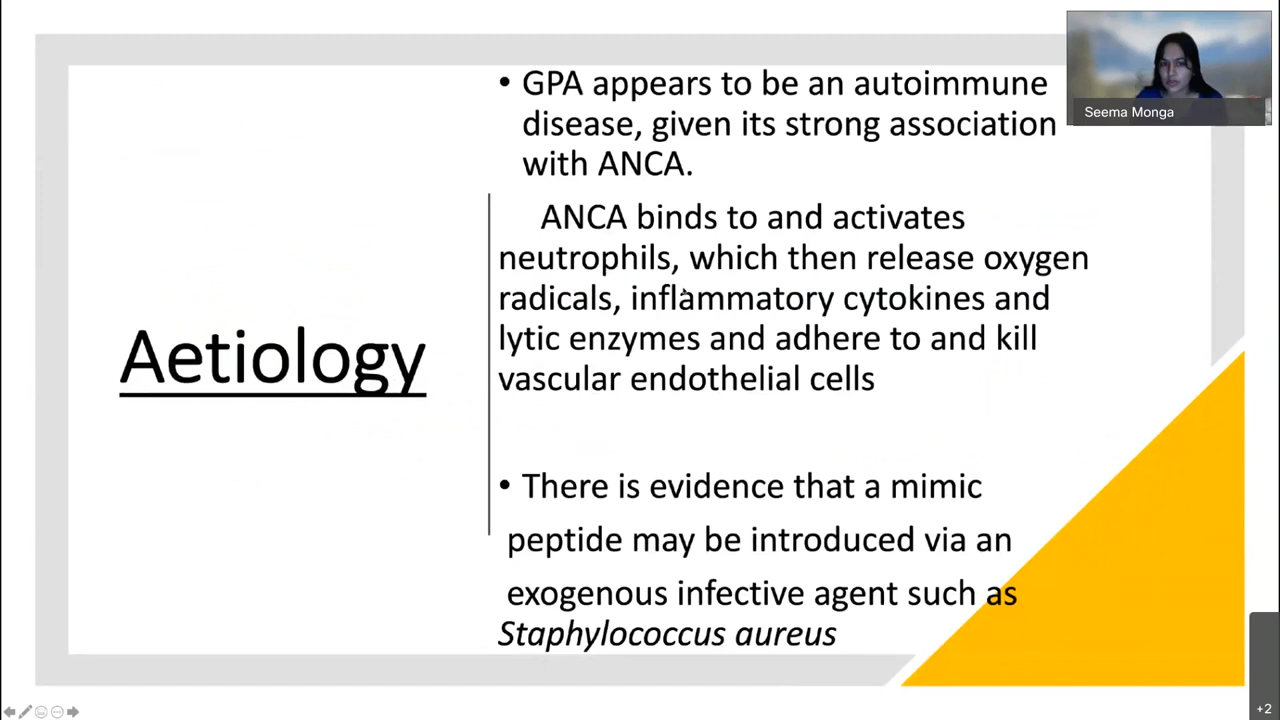 • GPA appears to be an autoimmune
disease, given its strong association
with ANCA.
ANCA binds to and activates
neutrophils, which then release oxygen
radicals, inflammatory cytokines and
lytic enzymes and adhere to and kill
vascular endothelial cells
Aetiology
• There is evidence that a mimic
peptide may be introduced via an
exogenous infective agent such as
Staphylococcus aureus
Seema Monga
+2